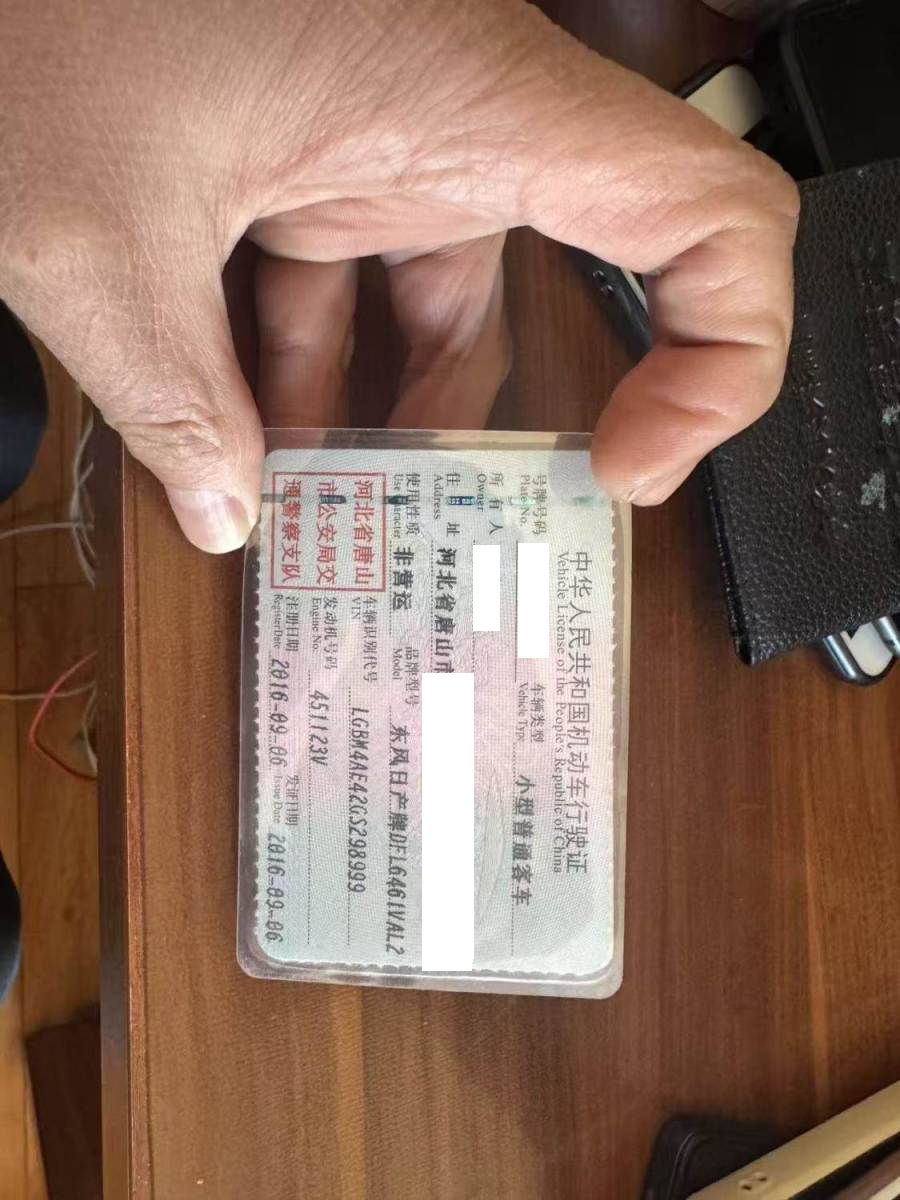 中华人民共和国机动车行驶证
Vehicle License of the People's Republic of China
号牌号码 车辆类型 小型普通客车
Plate No. Vehicle Type
所有人
Owner
住址 河北省唐山市
Address
使用性质 非营运 品牌型号 东风日产牌DFL6461VAL2
Use Character Model
河北省唐山
市公安局交
通警察支队
车辆识别代号 LGBM4AE42GS298999
VIN
发动机号码 451123V
Engine No.
注册日期 2016-09-06 发证日期 2016-09-06
Register Date Issue Date